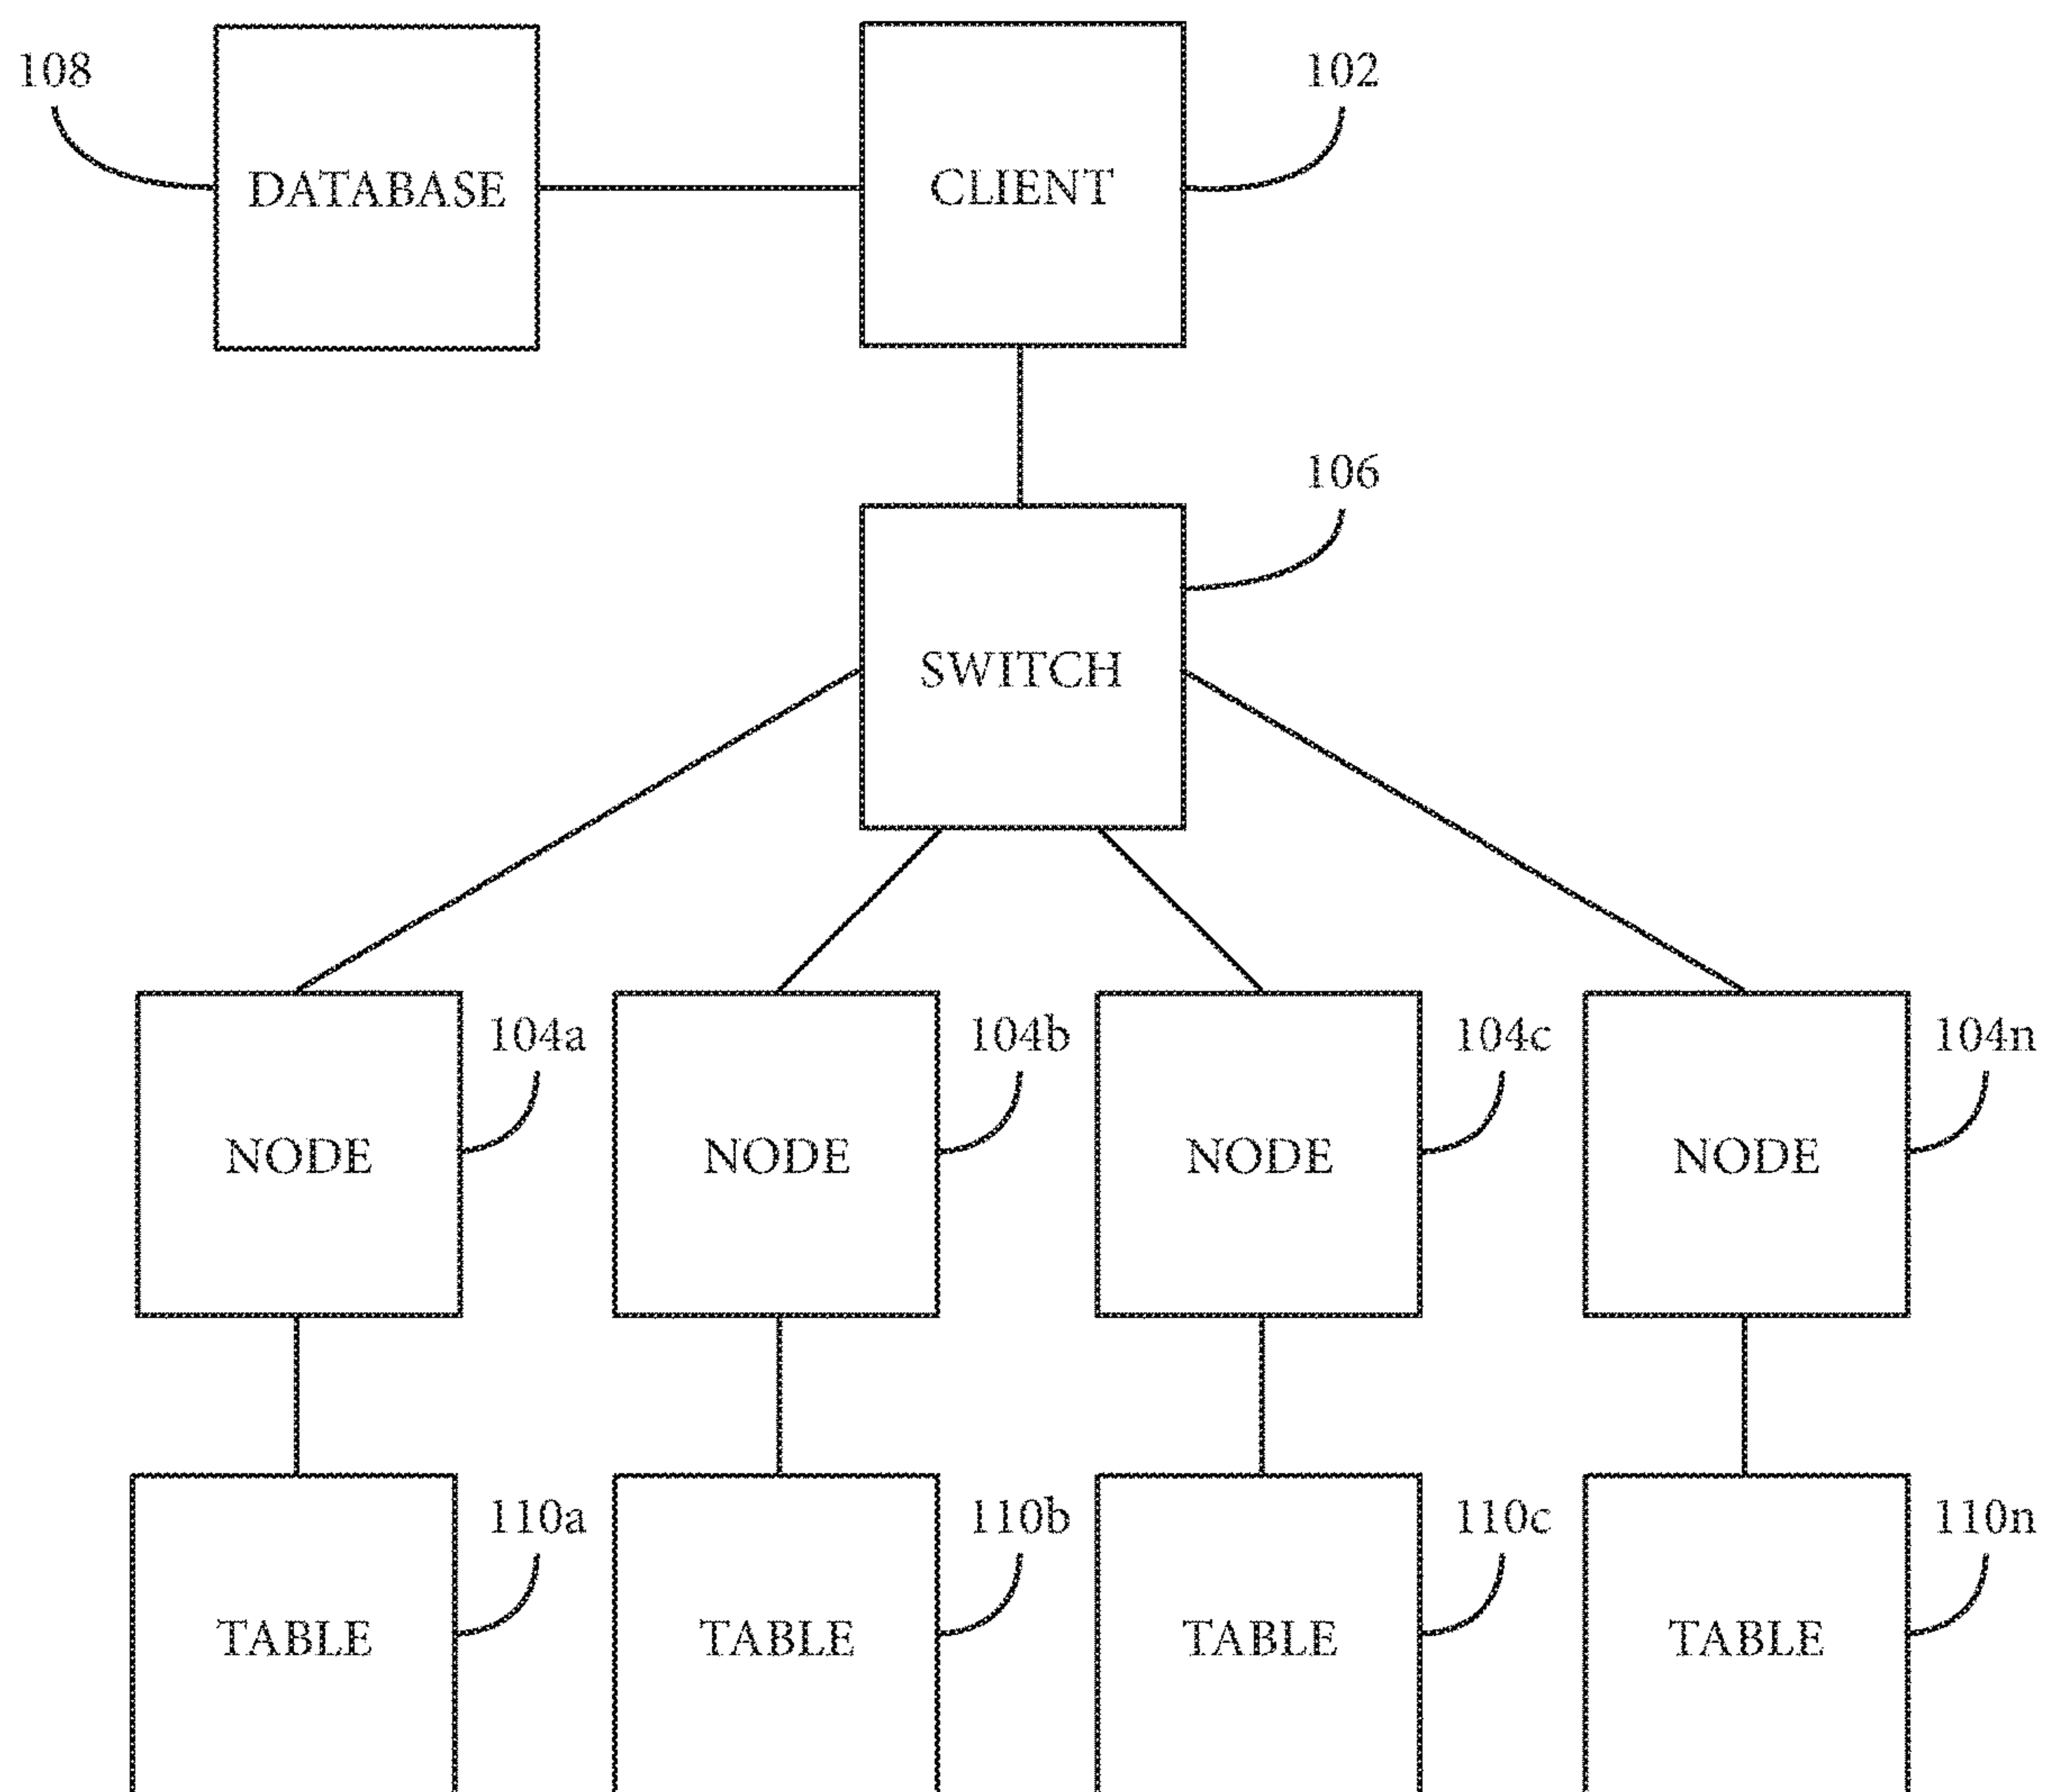 108
102
DATABASE
CLIENT
106
SWITCH
104a
104b
104c
104n
NODE
NODE
NODE
NODE
110a
110b
110c
110n
TABLE
TABLE
TABLE
TABLE